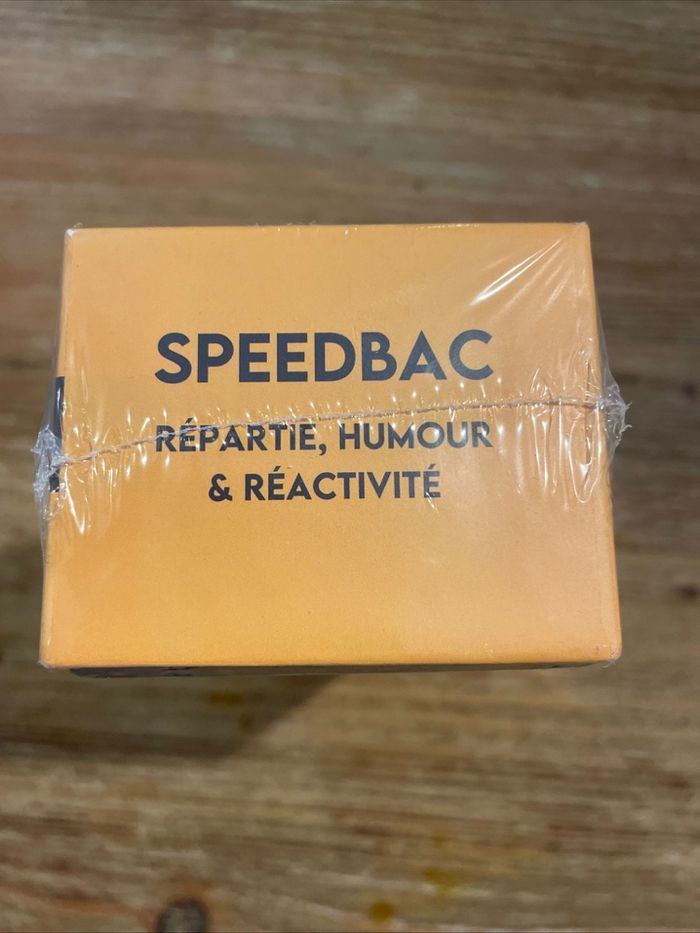 SPEEDBAC
RÉPARTIE, HUMOUR
& RÉACTIVITÉ